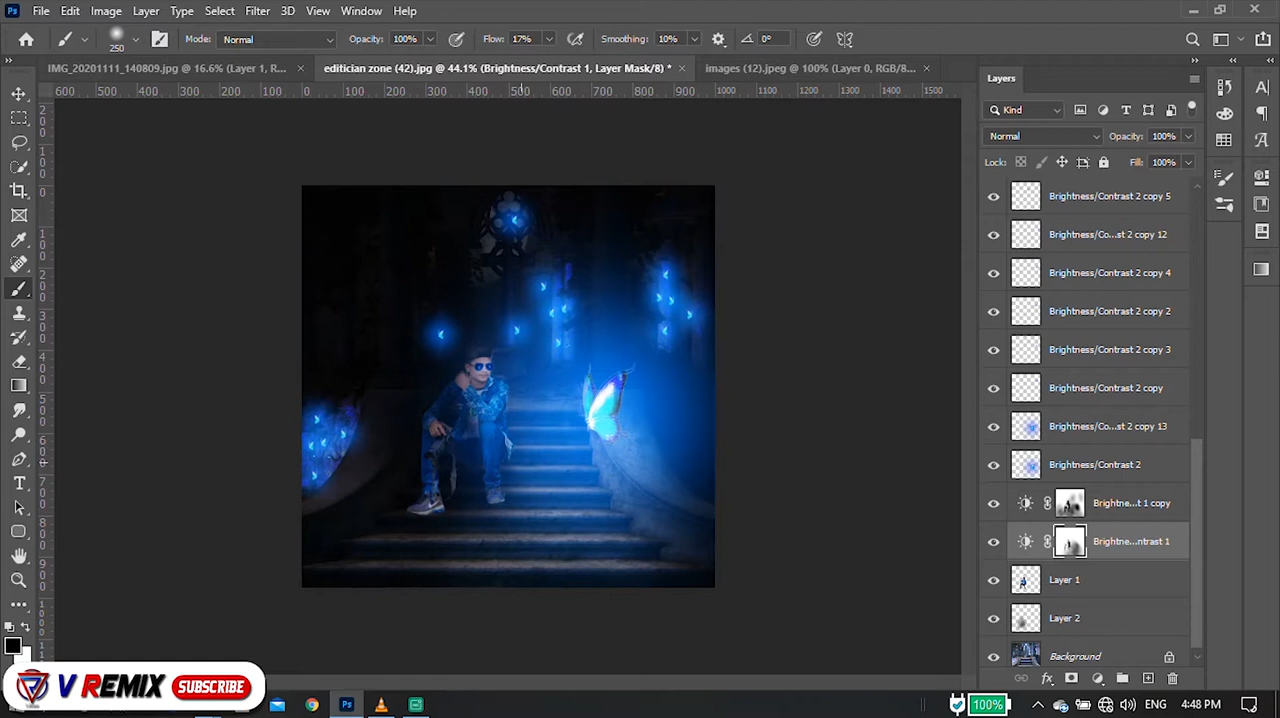 Ps File Edit Image Layer Type Select Filter 3D View Window Help
250 Mode: Normal Opacity: 100% Flow: 17% Smoothing: 10% 0°
IMG_20201111_140809.jpg @ 16.6% (Layer 1, R... × editician zone (42).jpg @ 44.1% (Brightness/Contrast 1, Layer Mask/8) * × images (12).jpeg @ 100% (Layer 0, RGB/8... ×
600 500 400 300 200 100 0 100 200 300 400 500 600 700 800 900 1000 1100 1200 1300 1400 1500
Layers
Kind
Normal Opacity: 100%
Lock: Fill: 100%
Brightness/Contrast 2 copy 5
Brightness/Co...st 2 copy 12
Brightness/Contrast 2 copy 4
Brightness/Contrast 2 copy 2
Brightness/Contrast 2 copy 3
Brightness/Contrast 2 copy
Brightness/Co...st 2 copy 13
Brightness/Contrast 2
Brightne...t 1 copy
Brightne...ntrast 1
Layer 1
Layer 2
Background
V REMIX SUBSCRIBE
Ps 100% ENG 4:48 PM